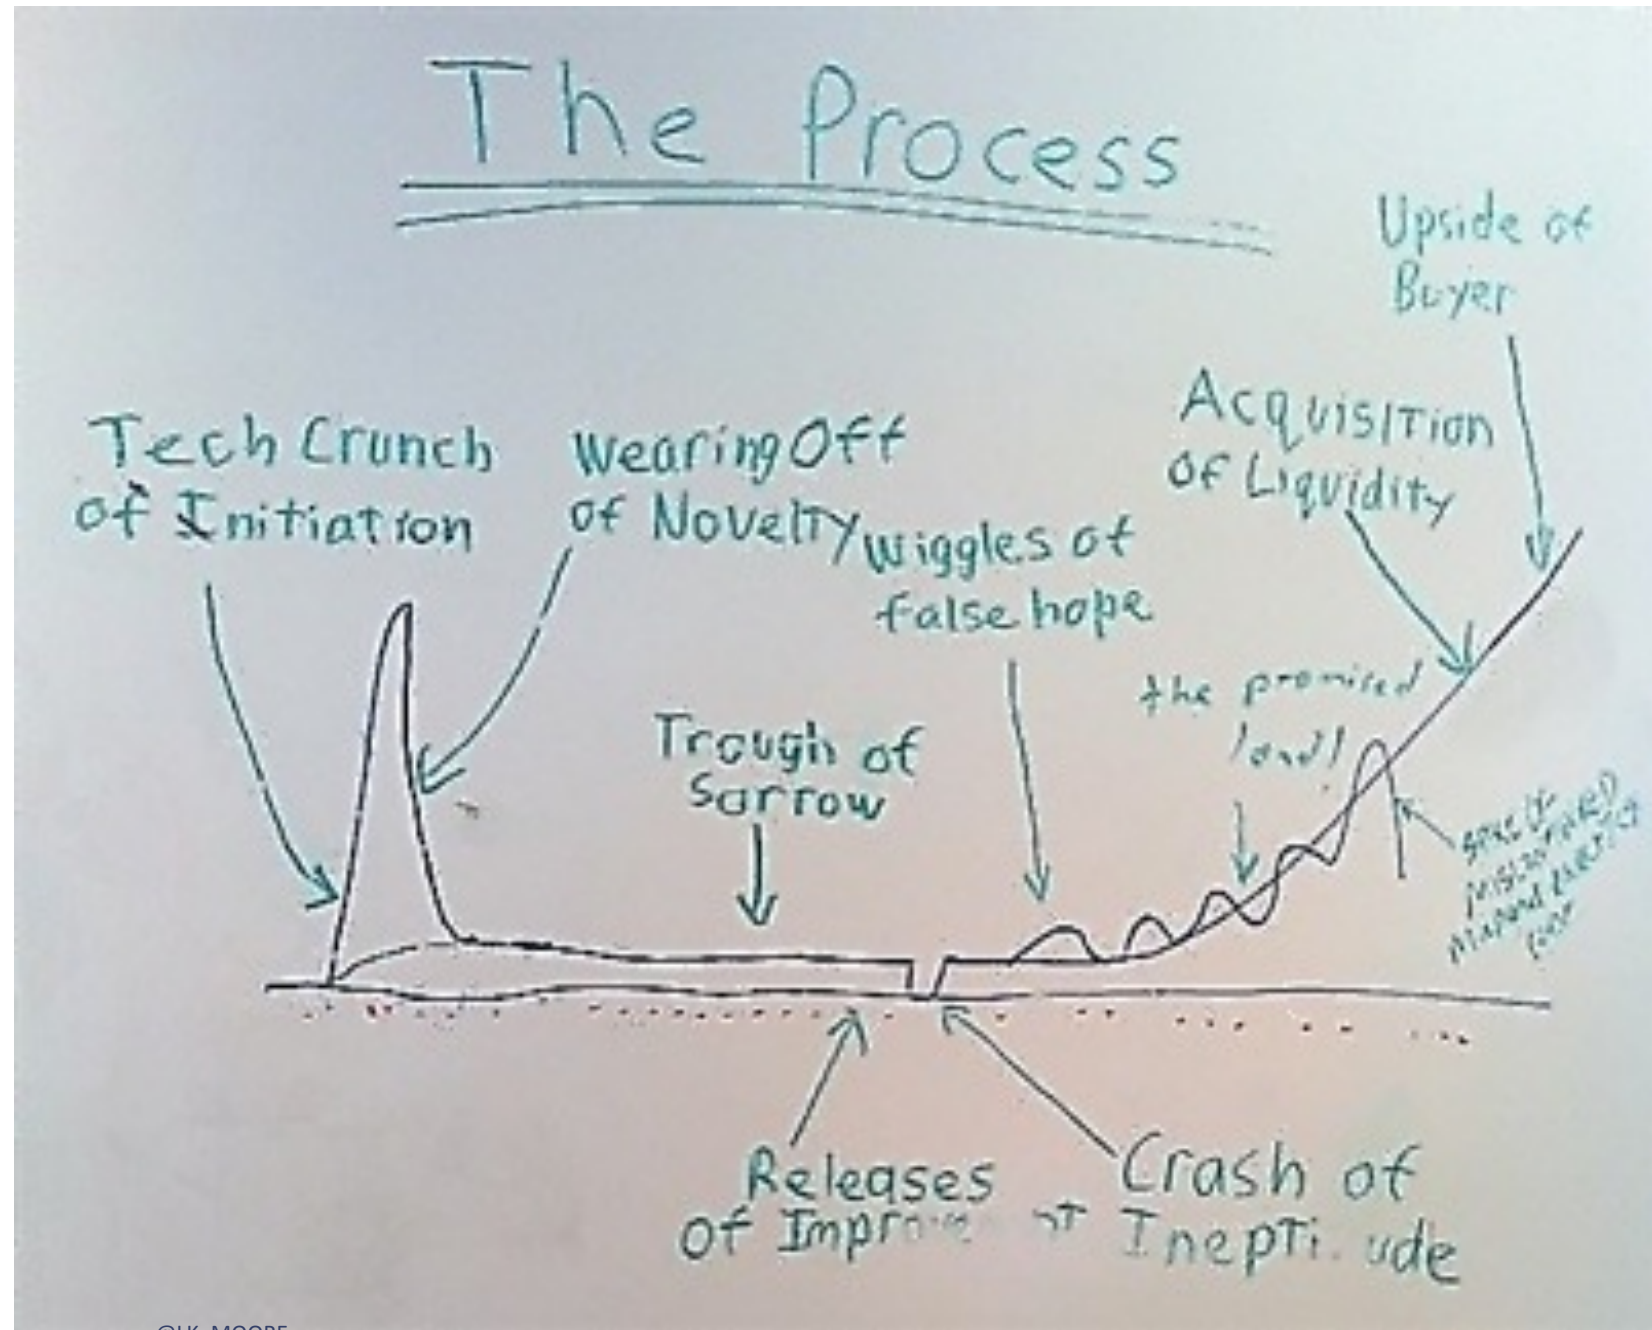 The Process
Upside of
Buyer
Acquisition
of Liquidity
Tech Crunch
of Initiation
Wearing Off
of Novelty
Wiggles of
false hope
the promised
land!
Trough of
Sorrow
Releases
of
Crash of